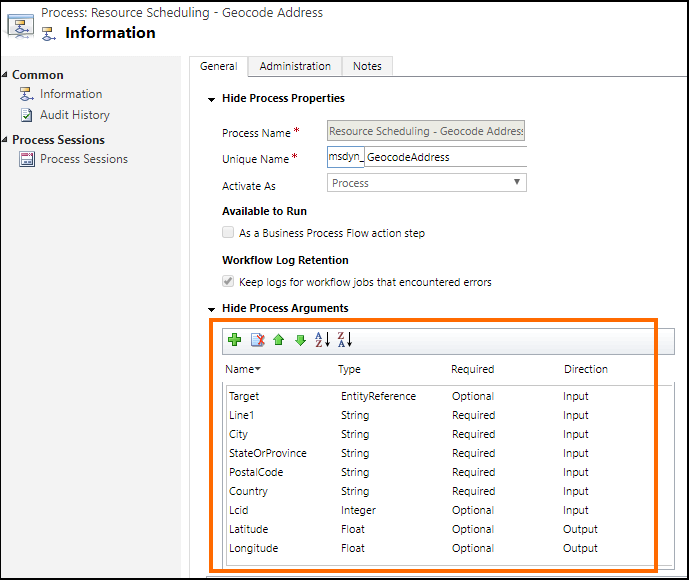 Process: Resource Scheduling - Geocode Address
Information
Common
Information
Audit History
Process Sessions
Process Sessions
General Administration Notes
Hide Process Properties
Process Name * Resource Scheduling - Geocode Address
Unique Name * msdyn_ GeocodeAddress
Activate As Process
Available to Run
As a Business Process Flow action step
Workflow Log Retention
Keep logs for workflow jobs that encountered errors
Hide Process Arguments
A Z Z A
Name Type Required Direction
Target EntityReference Optional Input
Line1 String Required Input
City String Required Input
StateOrProvince String Required Input
PostalCode String Required Input
Country String Required Input
Lcid Integer Optional Input
Latitude Float Optional Output
Longitude Float Optional Output